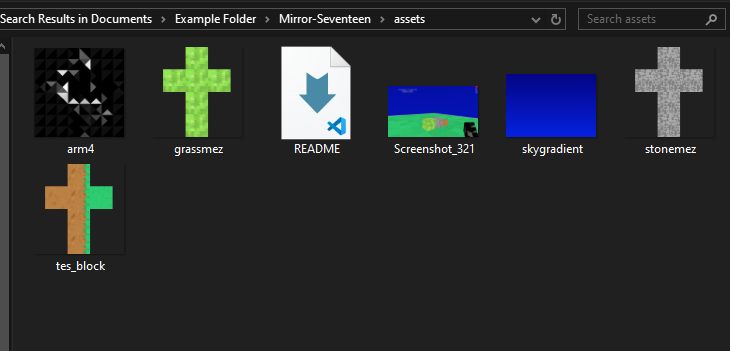 Search Results in Documents > Example Folder > Mirror-Seventeen > assets
Search assets
arm4
grassmez
README
Screenshot_321
skygradient
stonemez
tes_block